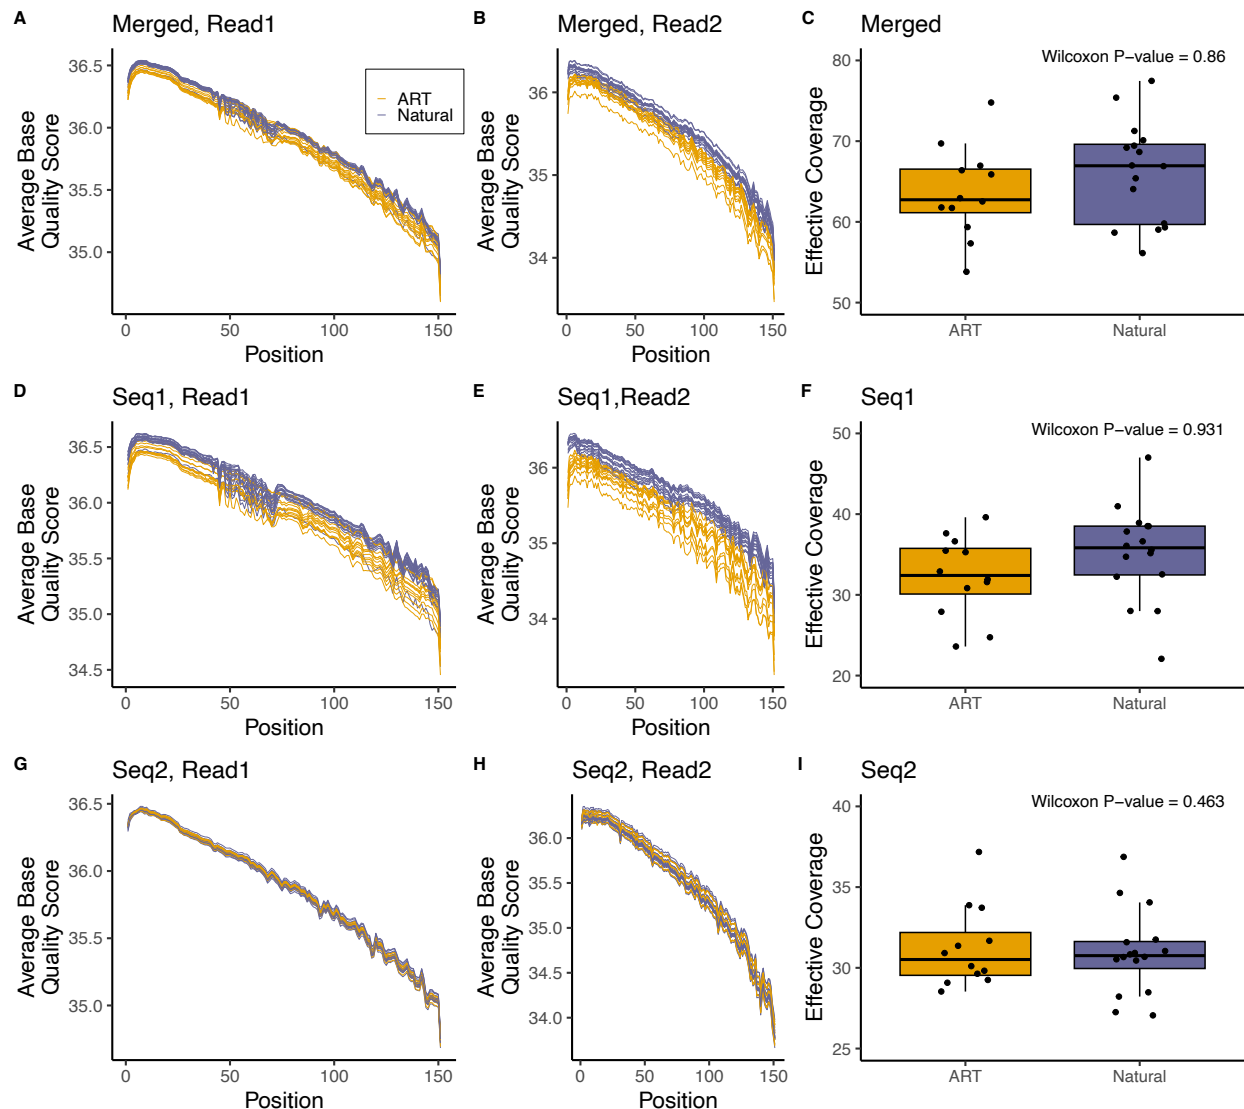 A
Merged, Read1
Average Base
Quality Score
36.5
36.0
35.5
35.0
0
50
100
150
Position
ART
Natural
B
Merged, Read2
Average Base
Quality Score
36
35
34
0
50
100
150
Position
C
Merged
Wilcoxon P-value = 0.86
Effective Coverage
80
70
60
50
ART
Natural
D
Seq1, Read1
Average Base
Quality Score
36.5
36.0
35.5
35.0
34.5
0
50
100
150
Position
E
Seq1,Read2
Average Base
Quality Score
36
35
34
0
50
100
150
Position
F
Seq1
Wilcoxon P-value = 0.931
Effective Coverage
50
40
30
20
ART
Natural
G
Seq2, Read1
Average Base
Quality Score
36.5
36.0
35.5
35.0
0
50
100
150
Position
H
Seq2, Read2
Average Base
Quality Score
36.0
35.5
35.0
34.5
34.0
0
50
100
150
Position
I
Seq2
Wilcoxon P-value = 0.463
Effective Coverage
40
35
30
25
ART
Natural